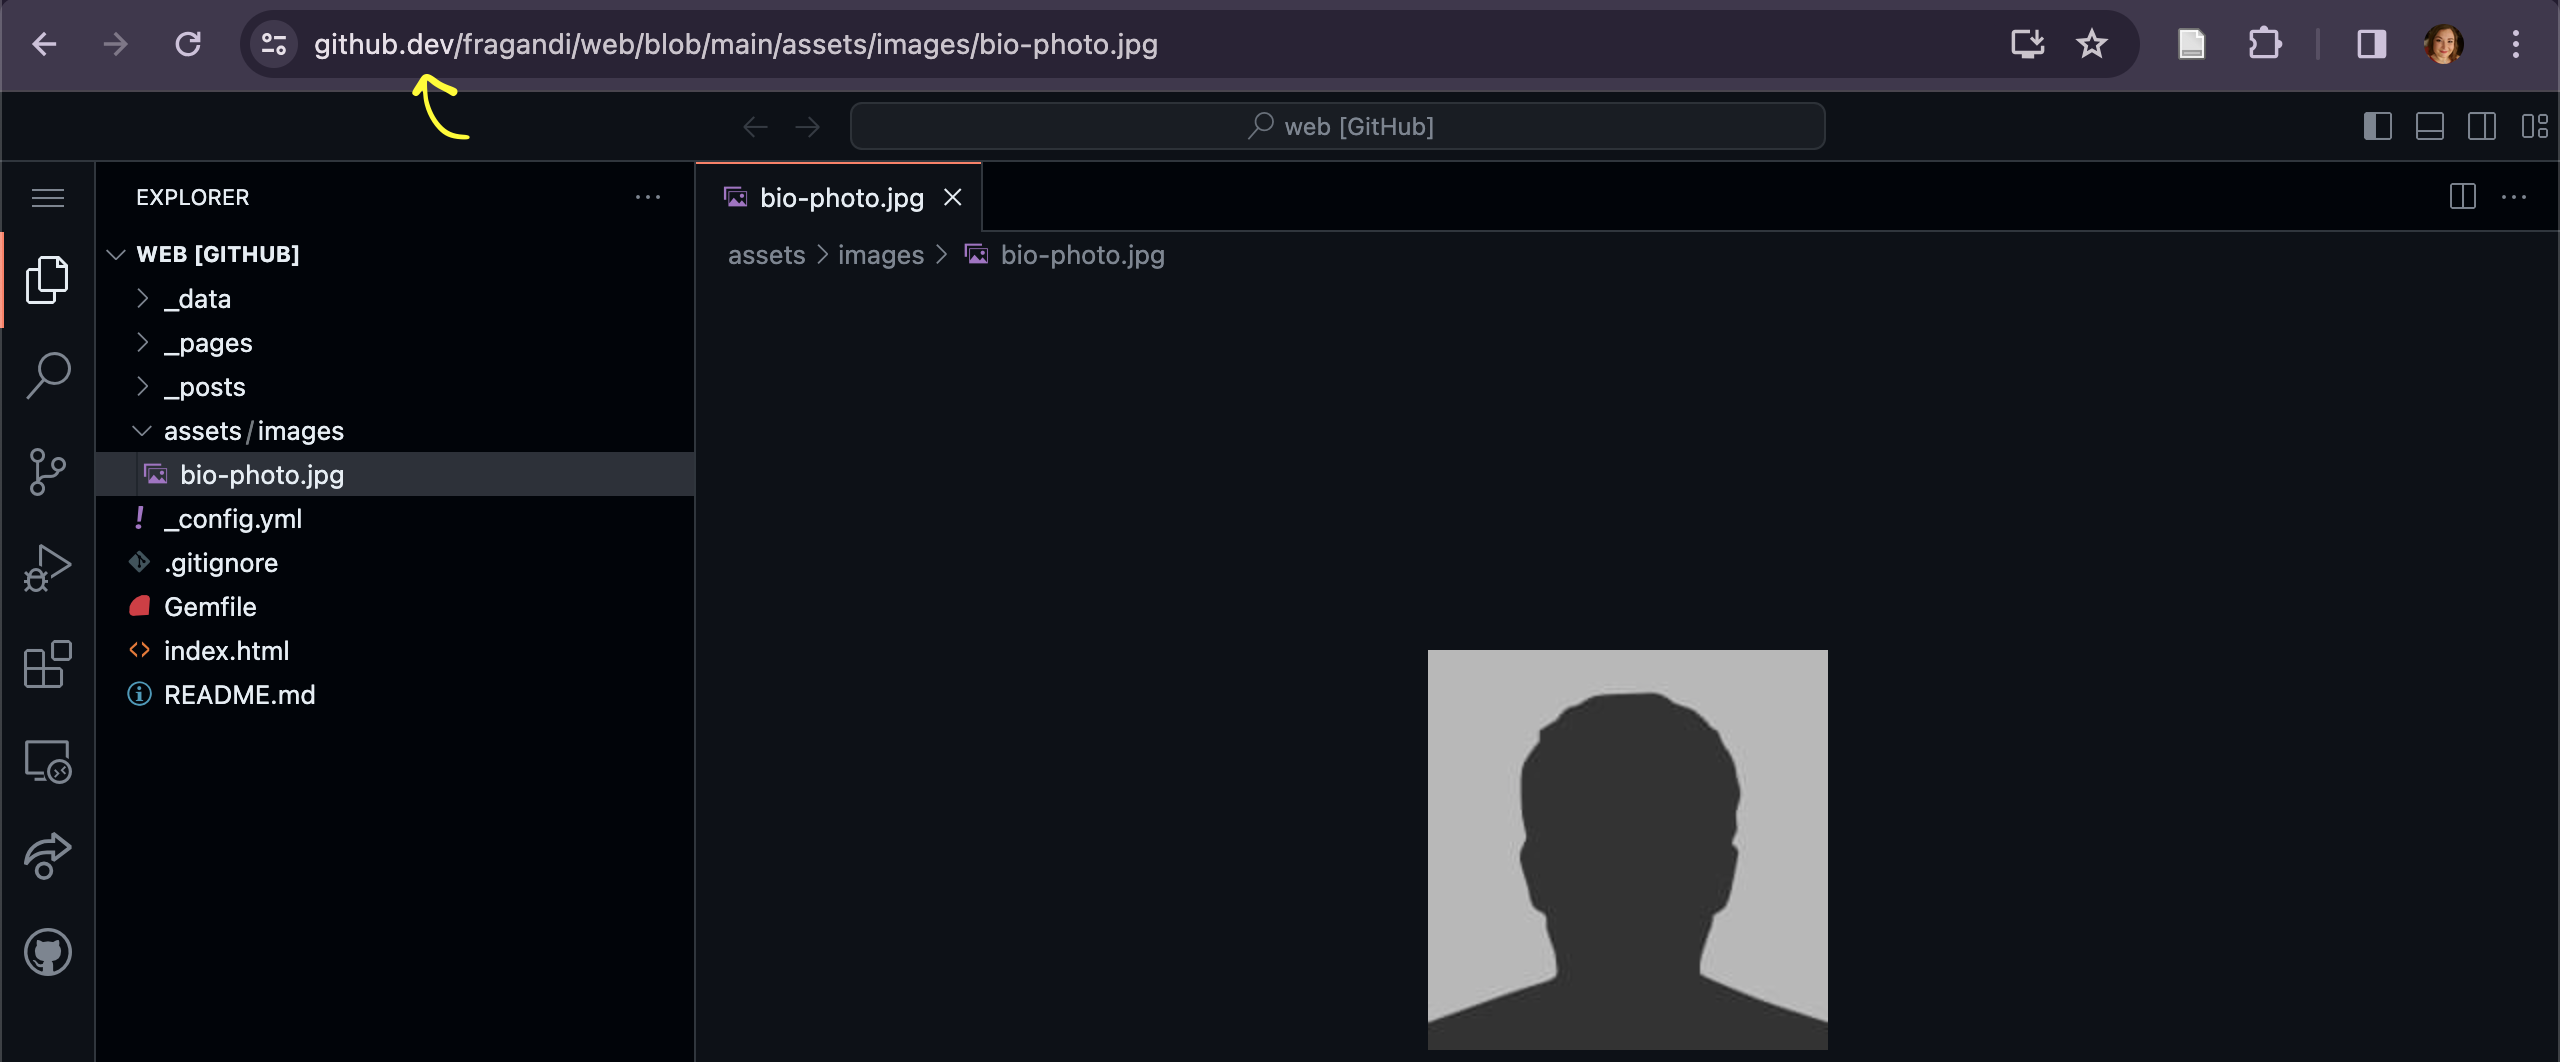 github.dev/fragandi/web/blob/main/assets/images/bio-photo.jpg
web [GitHub]
EXPLORER
bio-photo.jpg
WEB [GITHUB]
assets > images > bio-photo.jpg
_data
_pages
_posts
assets/images
bio-photo.jpg
_config.yml
.gitignore
Gemfile
index.html
README.md